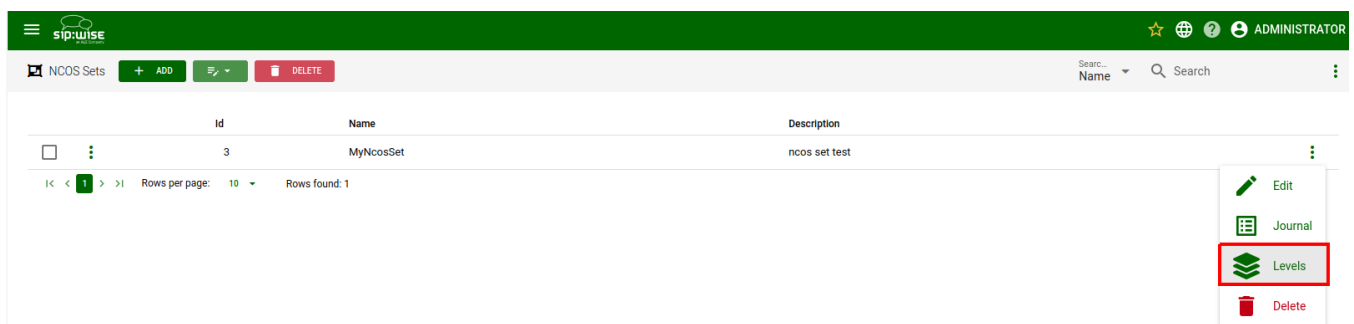 sip:wise
ADMINISTRATOR
NCOS Sets
+ ADD
DELETE
Searc...
Name
Search
Id Name Description
3 MyNcosSet ncos set test
1 Rows per page: 10 Rows found: 1
Edit
Journal
Levels
Delete